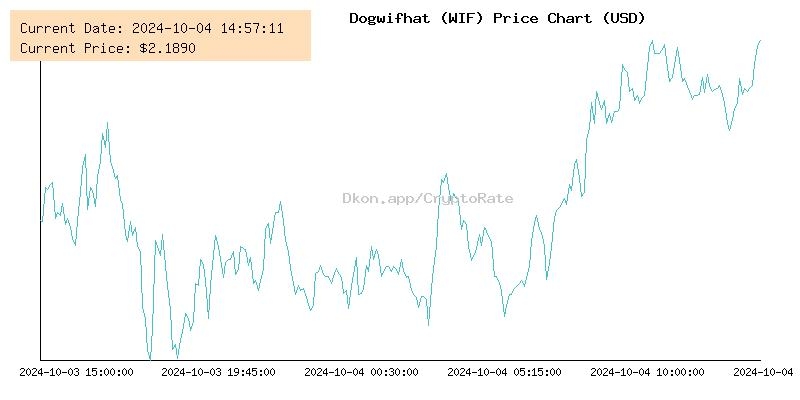 Dogwifhat (WIF) Price Chart (USD)
Current Date: 2024-10-04 14:57:11
Current Price: $2.1890
Dkon.app/CryptoRate
2024-10-03 15:00:00
2024-10-03 19:45:00
2024-10-04 00:30:00
2024-10-04 05:15:00
2024-10-04 10:00:00
2024-10-04